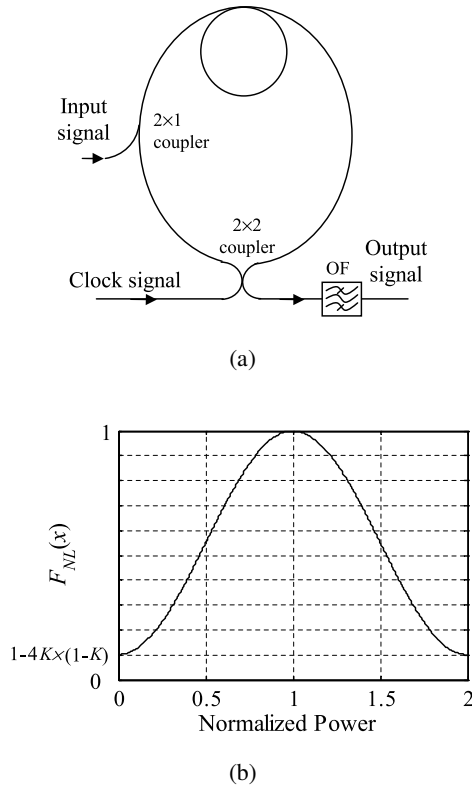 Input
signal
2×1
coupler
2×2
coupler
Clock signal
OF
Output
signal
(a)
1
F_NL(x)
1-4K×(1-K)
0
0 0.5 1 1.5 2
Normalized Power
(b)